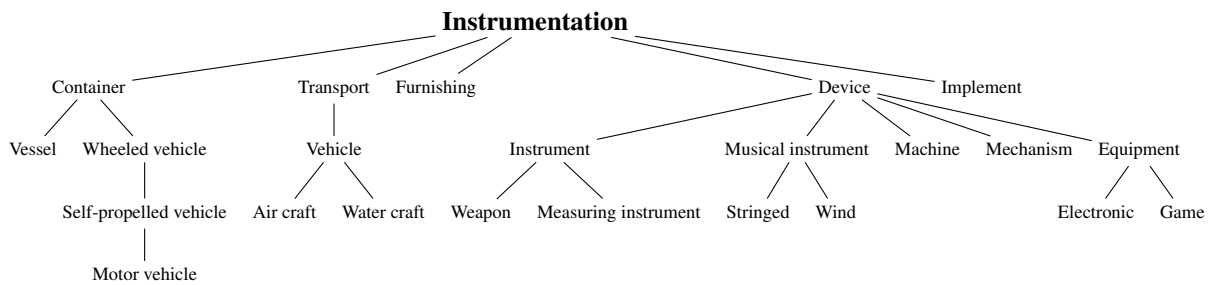 Instrumentation
Container Transport Furnishing Device Implement
Vessel Wheeled vehicle Vehicle Instrument Musical instrument Machine Mechanism Equipment
Self-propelled vehicle Air craft Water craft Weapon Measuring instrument Stringed Wind Electronic Game
Motor vehicle